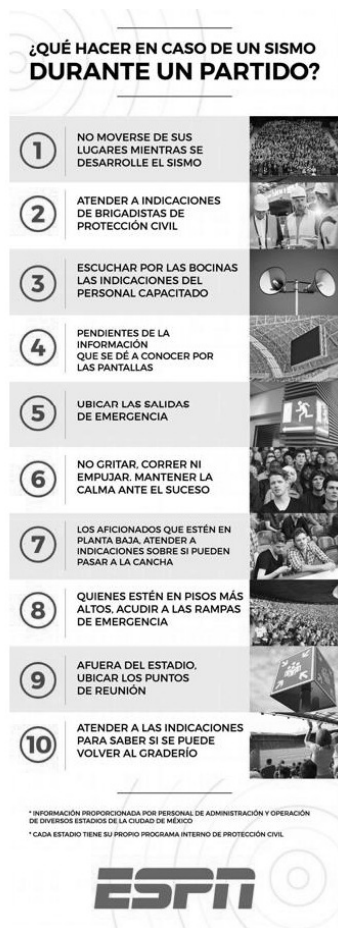 ¿QUÉ HACER EN CASO DE UN SISMO
DURANTE UN PARTIDO?
1
NO MOVERSE DE SUS
LUGARES MIENTRAS SE
DESARROLLE EL SISMO
2
ATENDER A INDICACIONES
DE BRIGADISTAS DE
PROTECCIÓN CIVIL
3
ESCUCHAR POR LAS BOCINAS
LAS INDICACIONES DEL
PERSONAL CAPACITADO
4
PENDIENTES DE LA
INFORMACIÓN
QUE SE DÉ A CONOCER POR
LAS PANTALLAS
5
UBICAR LAS SALIDAS
DE EMERGENCIA
6
NO GRITAR, CORRER NI
EMPUJAR. MANTENER LA
CALMA ANTE EL SUCESO
7
LOS AFICIONADOS QUE ESTÉN EN
PLANTA BAJA, ATENDER A
INDICACIONES SOBRE SI PUEDEN
PASAR A LA CANCHA
8
QUIENES ESTÉN EN PISOS MÁS
ALTOS, ACUDIR A LAS RAMPAS
DE EMERGENCIA
9
AFUERA DEL ESTADIO,
UBICAR LOS PUNTOS
DE REUNIÓN
10
ATENDER A LAS INDICACIONES
PARA SABER SI SE PUEDE
VOLVER AL GRADERÍO
* INFORMACIÓN PROPORCIONADA POR PERSONAL DE ADMINISTRACIÓN Y OPERACIÓN
DE DIVERSOS ESTADIOS DE LA CIUDAD DE MÉXICO
* CADA ESTADIO TIENE SU PROPIO PROGRAMA INTERNO DE PROTECCIÓN CIVIL
ESPN